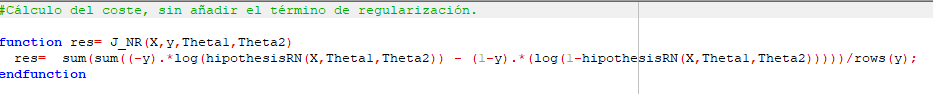 #Cálculo del coste, sin añadir el término de regularización.
function res= J_NR(X,y,Theta1,Theta2)
res= sum(sum((-y).*log(hipothesisRN(X,Theta1,Theta2)) - (1-y).*(log(1-hipothesisRN(X,Theta1,Theta2)))))/rows(y);
endfunction